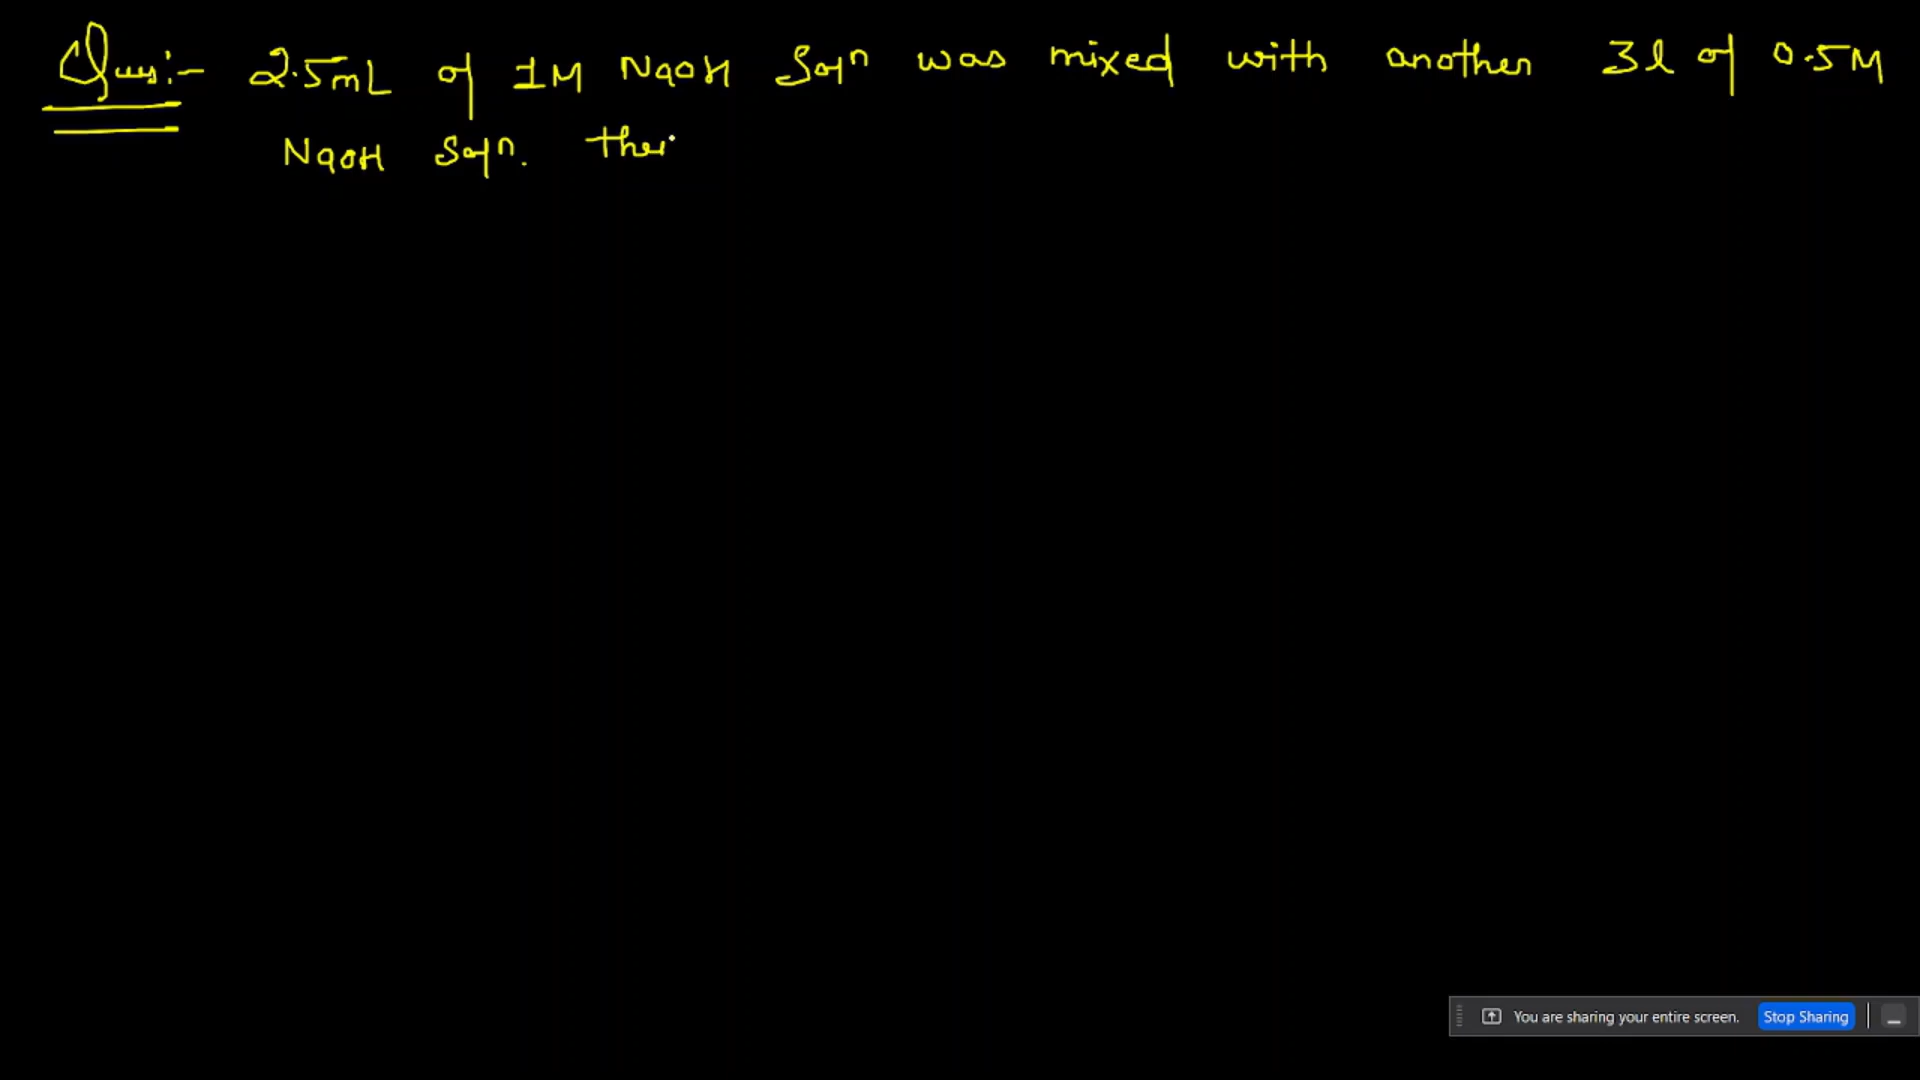 Ques:- 2.5mL of 1M NaOH Solⁿ was mixed with another 3l of 0.5M
NaOH Solⁿ. the
You are sharing your entire screen. Stop Sharing